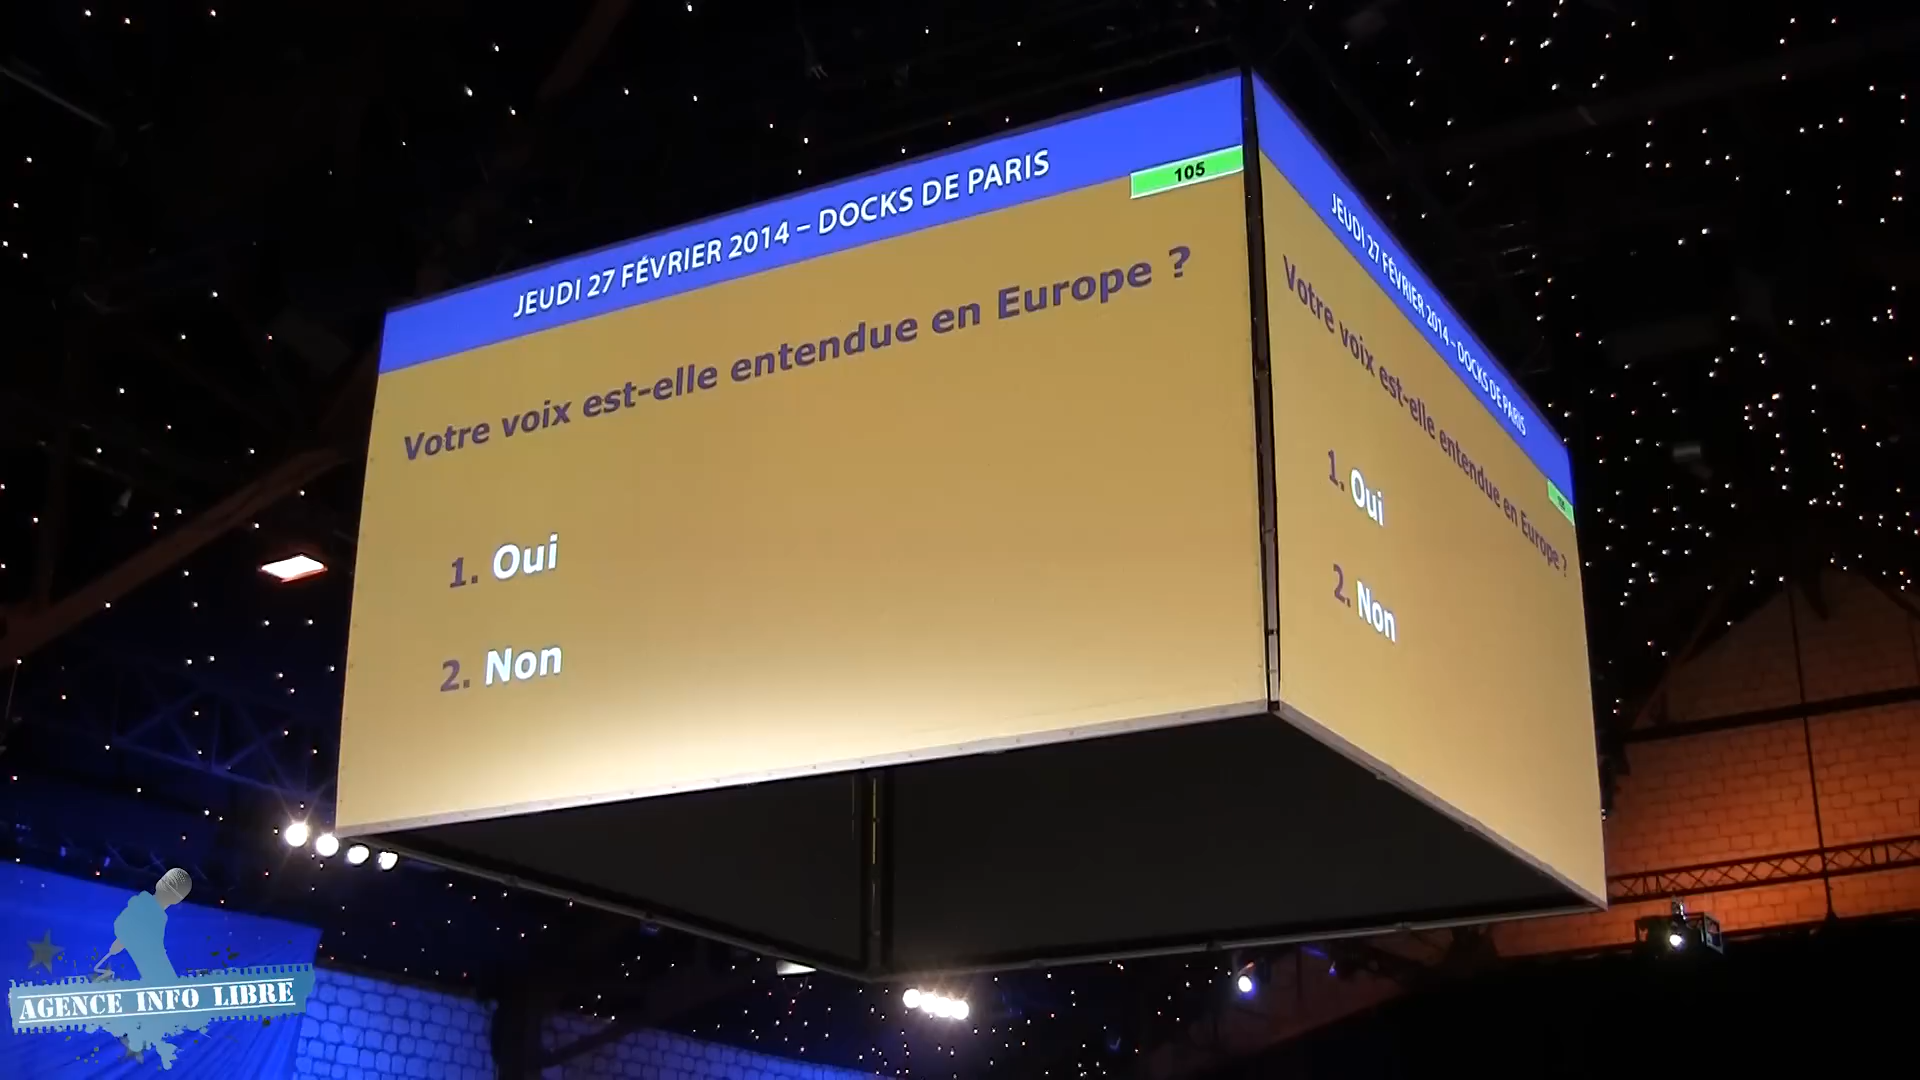 JEUDI 27 FÉVRIER 2014 – DOCKS DE PARIS
105
Votre voix est-elle entendue en Europe ?
1. Oui
2. Non
JEUDI 27 FÉVRIER 2014 – DOCKS DE PARIS
Votre voix est-elle entendue en Europe ?
1. Oui
2. Non
AGENCE INFO LIBRE